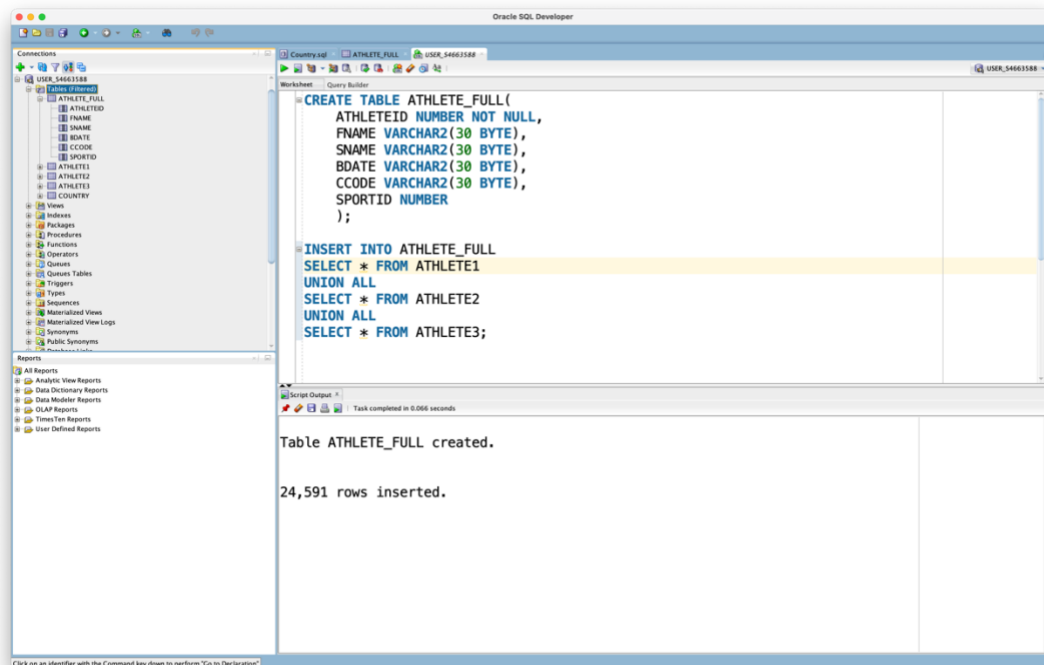 Oracle SQL Developer
Connections
USER_S4663588
Tables (Filtered)
ATHLETE_FULL
ATHLETEID
FNAME
SNAME
BDATE
CCODE
SPORTID
ATHLETE1
ATHLETE2
ATHLETE3
COUNTRY
Views
Indexes
Packages
Procedures
Functions
Operators
Queues
Queues Tables
Triggers
Types
Sequences
Materialized Views
Materialized View Logs
Synonyms
Public Synonyms
Reports
All Reports
Analytic View Reports
Data Dictionary Reports
Data Modeler Reports
OLAP Reports
TimesTen Reports
User Defined Reports
Country.sql
ATHLETE_FULL
USER_S4663588
USER_S4663588
Worksheet Query Builder
CREATE TABLE ATHLETE_FULL(
ATHLETEID NUMBER NOT NULL,
FNAME VARCHAR2(30 BYTE),
SNAME VARCHAR2(30 BYTE),
BDATE VARCHAR2(30 BYTE),
CCODE VARCHAR2(30 BYTE),
SPORTID NUMBER
);
INSERT INTO ATHLETE_FULL
SELECT * FROM ATHLETE1
UNION ALL
SELECT * FROM ATHLETE2
UNION ALL
SELECT * FROM ATHLETE3;
Script Output
Task completed in 0.066 seconds
Table ATHLETE_FULL created.
24,591 rows inserted.
Click on an identifier with the Command key down to perform "Go to Declaration"